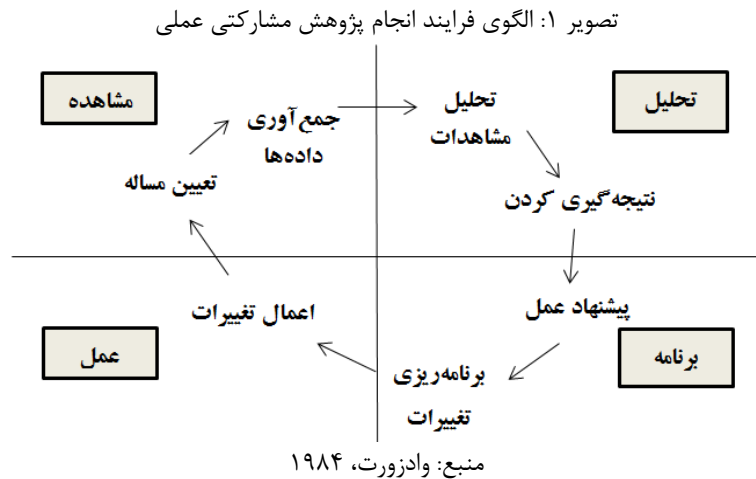 تصویر ۱: الگوی فرایند انجام پژوهش مشارکتی عملی
تحلیل
مشاهده
تحلیل
مشاهدات
جمع‌آوری
داده‌ها
تعیین مساله
نتیجه‌گیری کردن
پیشنهاد عمل
اعمال تغییرات
برنامه
عمل
برنامه‌ریزی
تغییرات
منبع: وادزورت، ۱۹۸۴